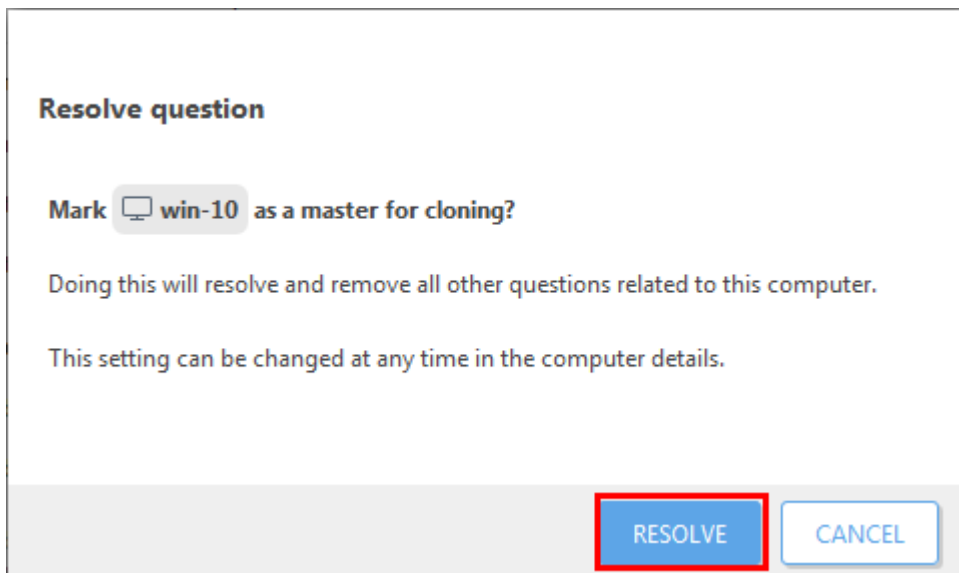 Resolve question
Mark win-10 as a master for cloning?
Doing this will resolve and remove all other questions related to this computer.
This setting can be changed at any time in the computer details.
RESOLVE CANCEL